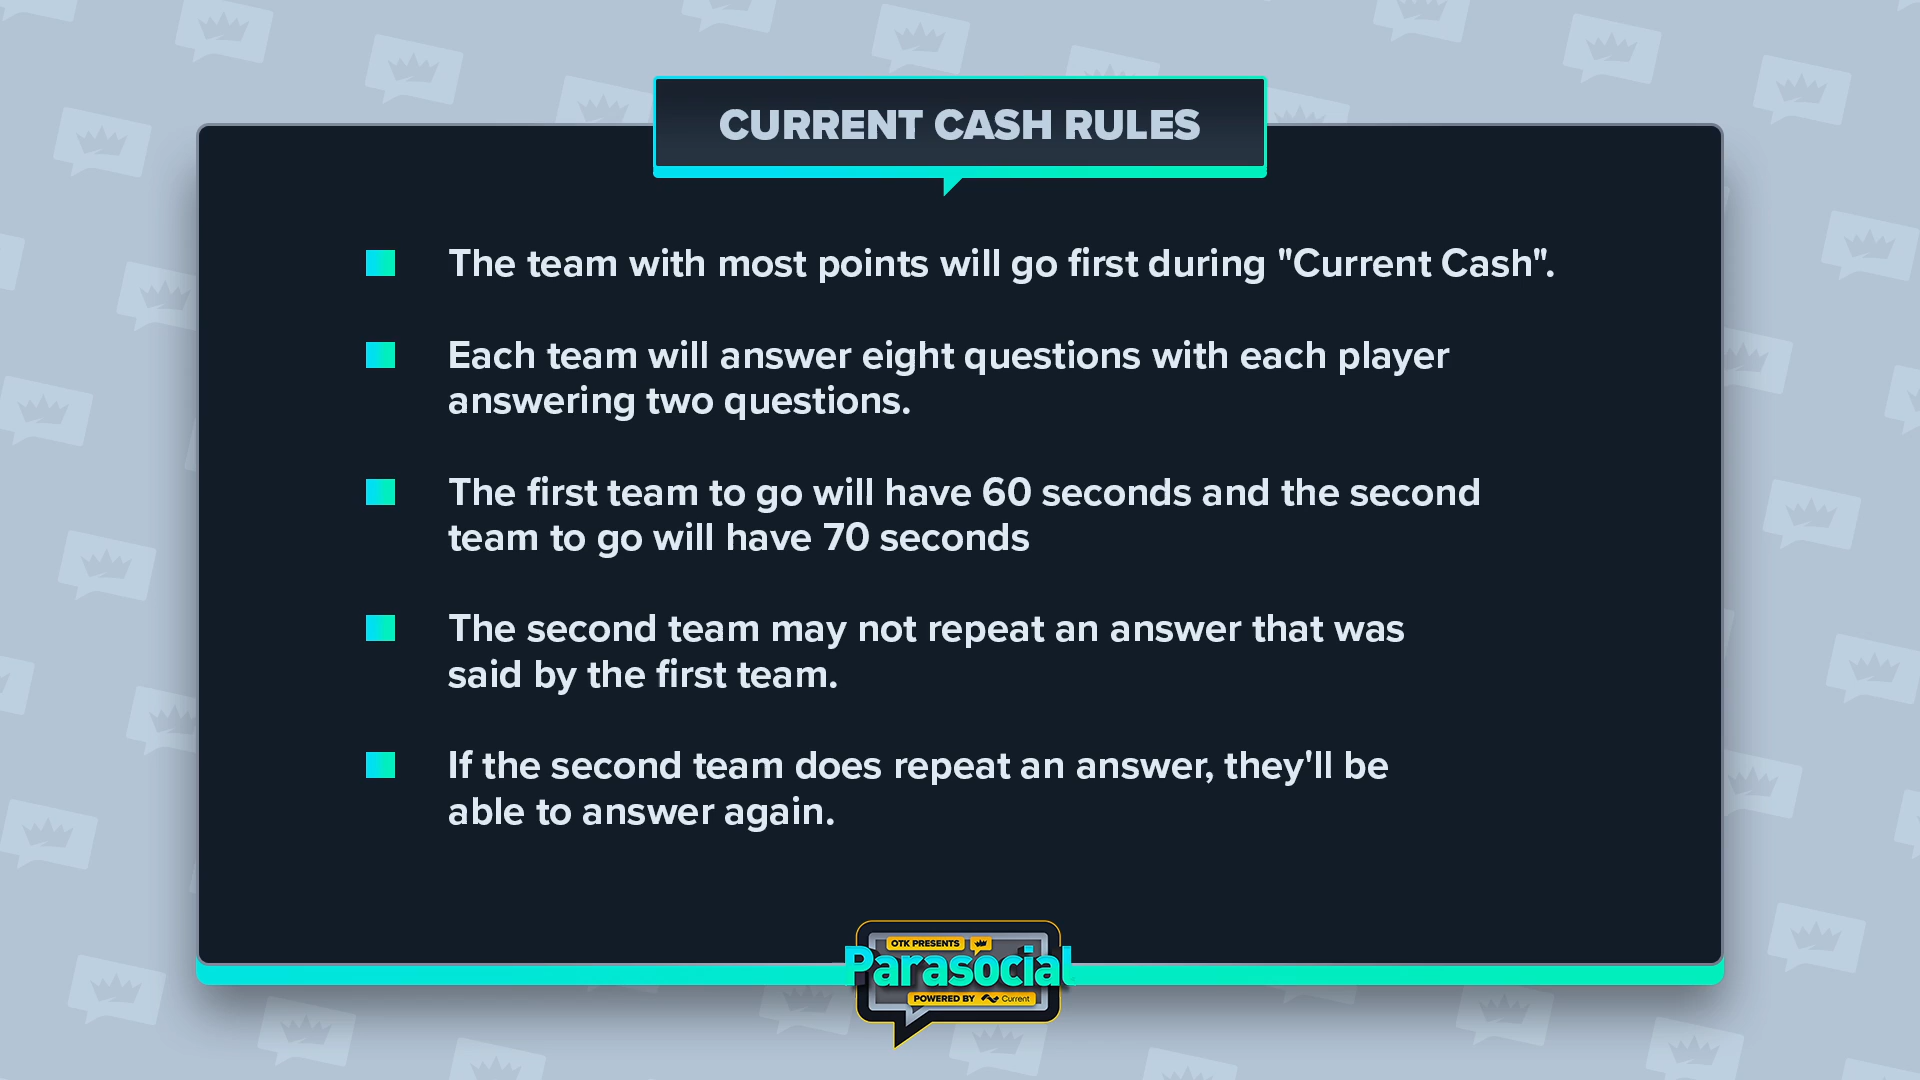 CURRENT CASH RULES
The team with most points will go first during "Current Cash".
Each team will answer eight questions with each player
answering two questions.
The first team to go will have 60 seconds and the second
team to go will have 70 seconds
The second team may not repeat an answer that was
said by the first team.
If the second team does repeat an answer, they'll be
able to answer again.
OTK PRESENTS
Parasocial
POWERED BY Current